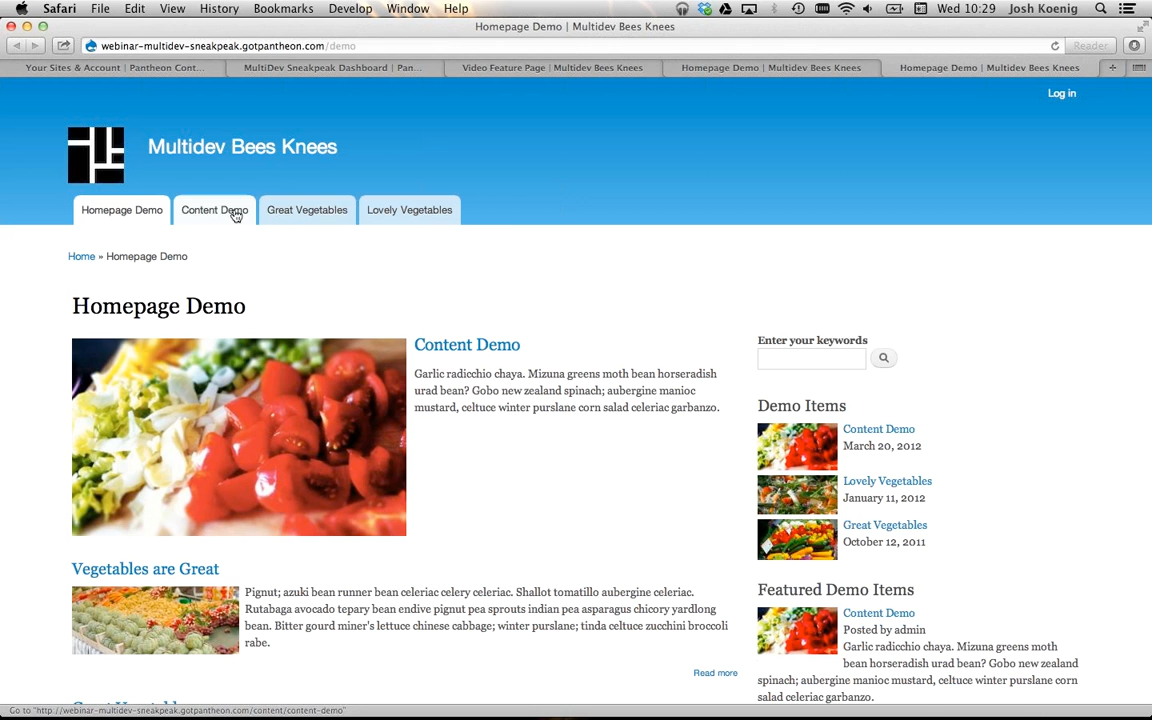 Safari File Edit View History Bookmarks Develop Window Help Wed 10:29 Josh Koenig
Homepage Demo | Multidev Bees Knees
webinar-multidev-sneakpeak.gotpantheon.com/demo
Reader
Your Sites & Account | Pantheon Cont... MultiDev Sneakpeak Dashboard | Pan... Video Feature Page | Multidev Bees Knees Homepage Demo | Multidev Bees Knees Homepage Demo | Multidev Bees Knees
Log in
Multidev Bees Knees
Homepage Demo Content Demo Great Vegetables Lovely Vegetables
Home » Homepage Demo
Homepage Demo
Content Demo
Garlic radicchio chaya. Mizuna greens moth bean horseradish
urad bean? Gobo new zealand spinach; aubergine manioc
mustard, celtuce winter purslane corn salad celeriac garbanzo.
Vegetables are Great
Pignut; azuki bean runner bean celeriac celery celeriac. Shallot tomatillo aubergine celeriac.
Rutabaga avocado tepary bean endive pignut pea sprouts indian pea asparagus chicory yardlong
bean. Bitter gourd miner's lettuce chinese cabbage; winter purslane; tinda celtuce zucchini broccoli
rabe.
Read more
Enter your keywords
Demo Items
Content Demo
March 20, 2012
Lovely Vegetables
January 11, 2012
Great Vegetables
October 12, 2011
Featured Demo Items
Content Demo
Posted by admin
Garlic radicchio chaya. Mizuna greens moth
bean horseradish urad bean? Gobo new zealand
spinach; aubergine manioc mustard, celtuce winter purslane corn
salad celeriac garbanzo.
Go to "http://webinar-multidev-sneakpeak.gotpantheon.com/content/content-demo"